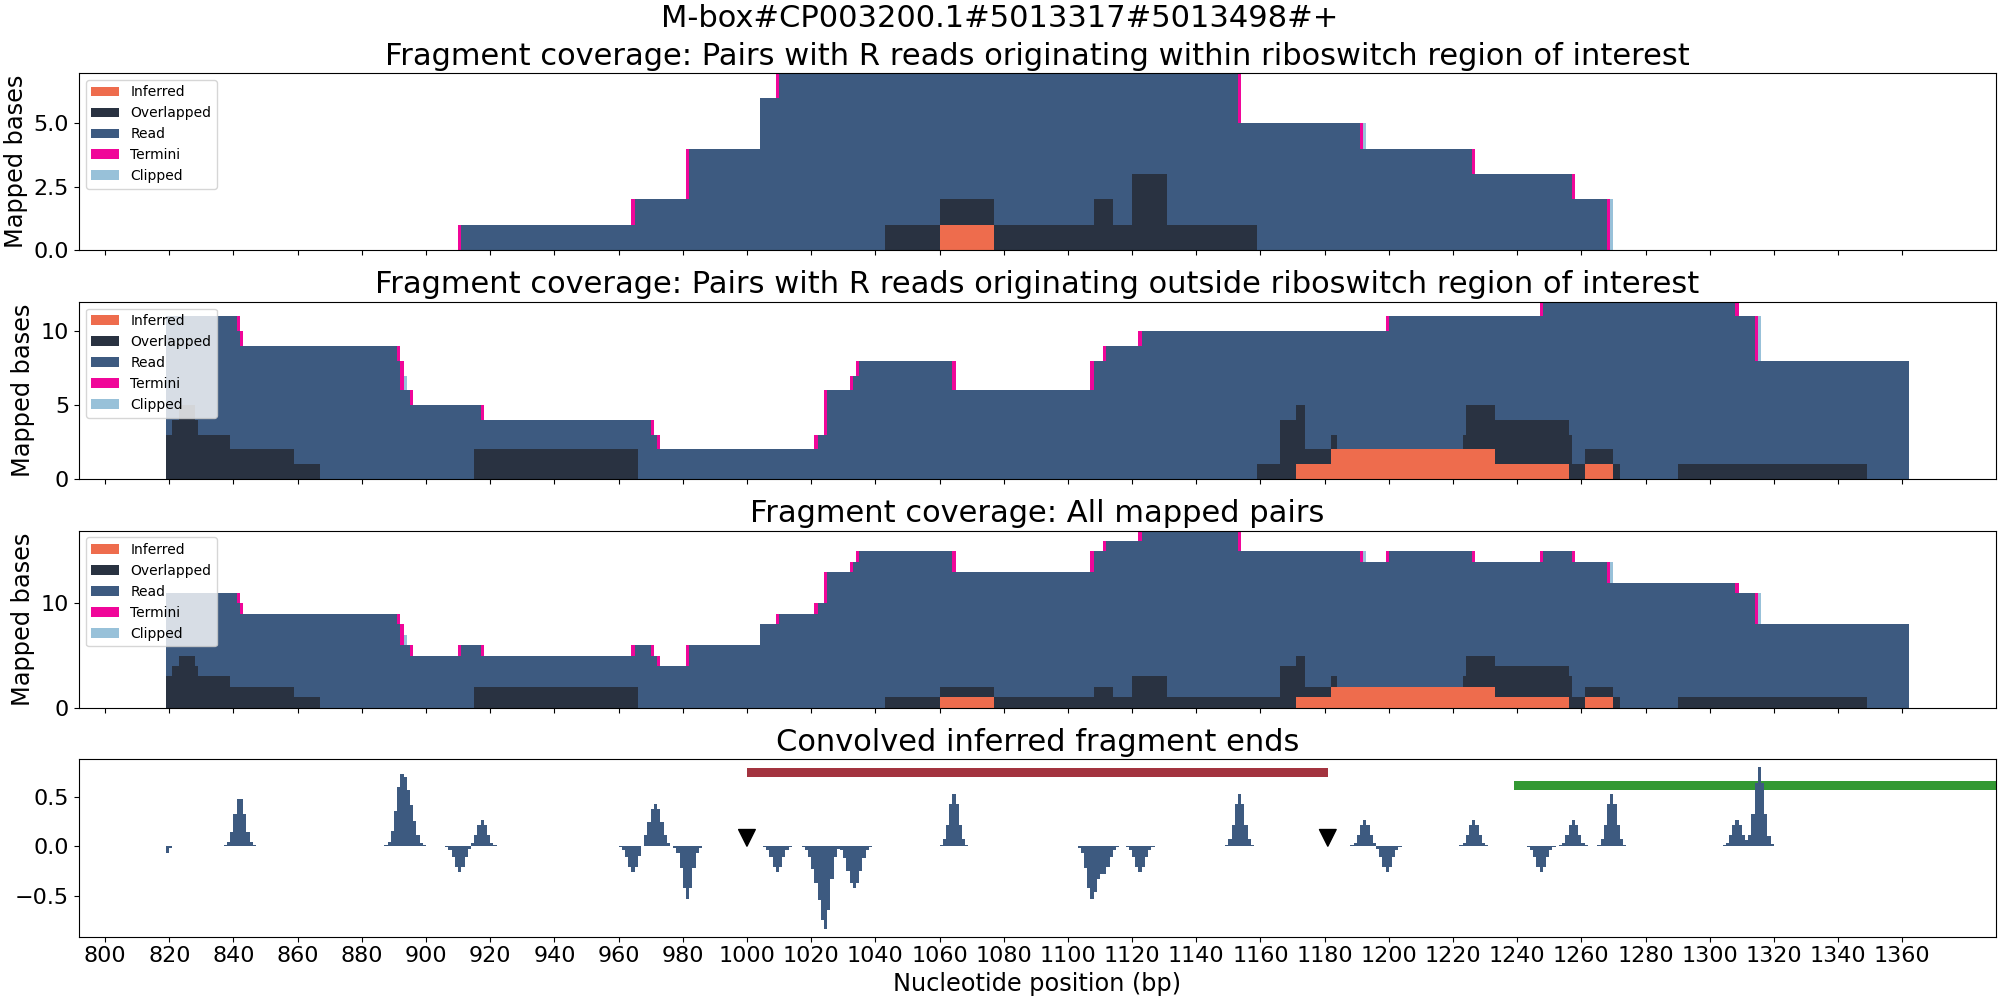 M-box#CP003200.1#5013317#5013498#+
Fragment coverage: Pairs with R reads originating within riboswitch region of interest
Mapped bases
5.0
2.5
0.0
Inferred
Overlapped
Read
Termini
Clipped
Fragment coverage: Pairs with R reads originating outside riboswitch region of interest
Mapped bases
10
5
0
Inferred
Overlapped
Read
Termini
Clipped
Fragment coverage: All mapped pairs
Mapped bases
10
0
Inferred
Overlapped
Read
Termini
Clipped
Convolved inferred fragment ends
0.5
0.0
−0.5
800 820 840 860 880 900 920 940 960 980 1000 1020 1040 1060 1080 1100 1120 1140 1160 1180 1200 1220 1240 1260 1280 1300 1320 1340 1360
Nucleotide position (bp)